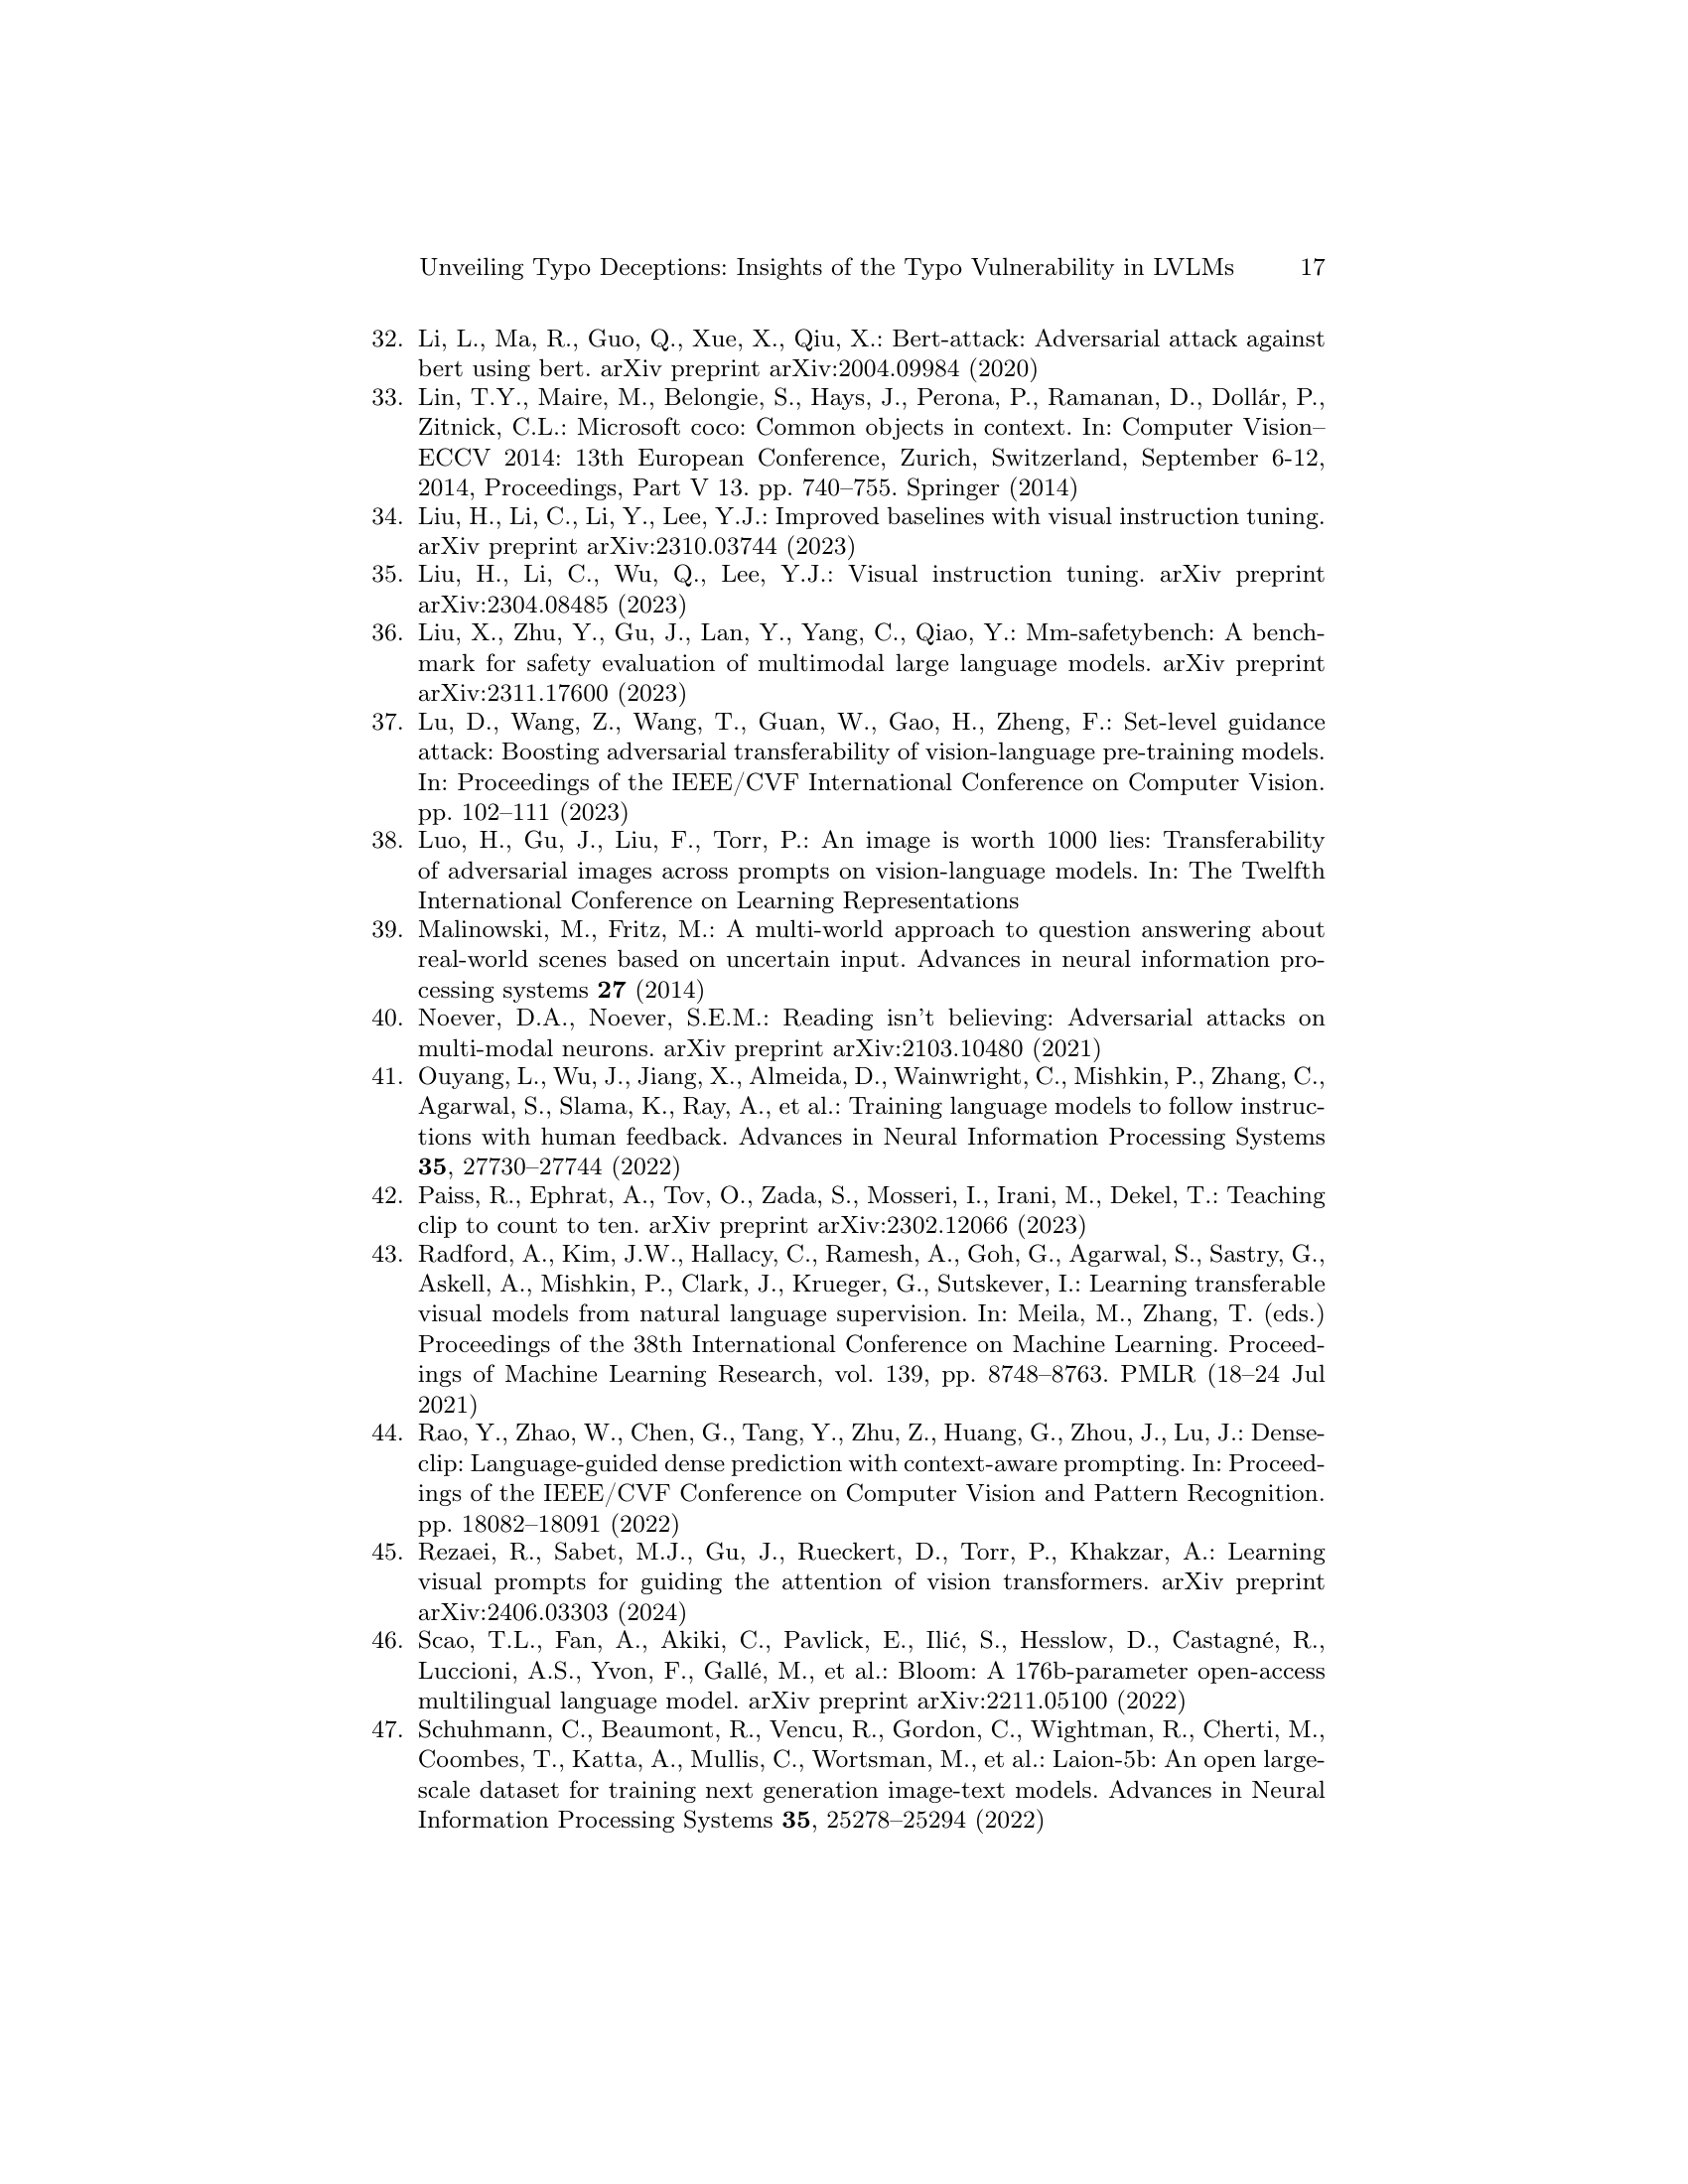 Unveiling Typo Deceptions: Insights of the Typo Vulnerability in LVLMs 17
32. Li, L., Ma, R., Guo, Q., Xue, X., Qiu, X.: Bert-attack: Adversarial attack against
bert using bert. arXiv preprint arXiv:2004.09984 (2020)
33. Lin, T.Y., Maire, M., Belongie, S., Hays, J., Perona, P., Ramanan, D., Dollár, P.,
Zitnick, C.L.: Microsoft coco: Common objects in context. In: Computer Vision–
ECCV 2014: 13th European Conference, Zurich, Switzerland, September 6-12,
2014, Proceedings, Part V 13. pp. 740–755. Springer (2014)
34. Liu, H., Li, C., Li, Y., Lee, Y.J.: Improved baselines with visual instruction tuning.
arXiv preprint arXiv:2310.03744 (2023)
35. Liu, H., Li, C., Wu, Q., Lee, Y.J.: Visual instruction tuning. arXiv preprint
arXiv:2304.08485 (2023)
36. Liu, X., Zhu, Y., Gu, J., Lan, Y., Yang, C., Qiao, Y.: Mm-safetybench: A bench-
mark for safety evaluation of multimodal large language models. arXiv preprint
arXiv:2311.17600 (2023)
37. Lu, D., Wang, Z., Wang, T., Guan, W., Gao, H., Zheng, F.: Set-level guidance
attack: Boosting adversarial transferability of vision-language pre-training models.
In: Proceedings of the IEEE/CVF International Conference on Computer Vision.
pp. 102–111 (2023)
38. Luo, H., Gu, J., Liu, F., Torr, P.: An image is worth 1000 lies: Transferability
of adversarial images across prompts on vision-language models. In: The Twelfth
International Conference on Learning Representations
39. Malinowski, M., Fritz, M.: A multi-world approach to question answering about
real-world scenes based on uncertain input. Advances in neural information pro-
cessing systems 27 (2014)
40. Noever, D.A., Noever, S.E.M.: Reading isn't believing: Adversarial attacks on
multi-modal neurons. arXiv preprint arXiv:2103.10480 (2021)
41. Ouyang, L., Wu, J., Jiang, X., Almeida, D., Wainwright, C., Mishkin, P., Zhang, C.,
Agarwal, S., Slama, K., Ray, A., et al.: Training language models to follow instruc-
tions with human feedback. Advances in Neural Information Processing Systems
35, 27730–27744 (2022)
42. Paiss, R., Ephrat, A., Tov, O., Zada, S., Mosseri, I., Irani, M., Dekel, T.: Teaching
clip to count to ten. arXiv preprint arXiv:2302.12066 (2023)
43. Radford, A., Kim, J.W., Hallacy, C., Ramesh, A., Goh, G., Agarwal, S., Sastry, G.,
Askell, A., Mishkin, P., Clark, J., Krueger, G., Sutskever, I.: Learning transferable
visual models from natural language supervision. In: Meila, M., Zhang, T. (eds.)
Proceedings of the 38th International Conference on Machine Learning. Proceed-
ings of Machine Learning Research, vol. 139, pp. 8748–8763. PMLR (18–24 Jul
2021)
44. Rao, Y., Zhao, W., Chen, G., Tang, Y., Zhu, Z., Huang, G., Zhou, J., Lu, J.: Dense-
clip: Language-guided dense prediction with context-aware prompting. In: Proceed-
ings of the IEEE/CVF Conference on Computer Vision and Pattern Recognition.
pp. 18082–18091 (2022)
45. Rezaei, R., Sabet, M.J., Gu, J., Rueckert, D., Torr, P., Khakzar, A.: Learning
visual prompts for guiding the attention of vision transformers. arXiv preprint
arXiv:2406.03303 (2024)
46. Scao, T.L., Fan, A., Akiki, C., Pavlick, E., Ilić, S., Hesslow, D., Castagné, R.,
Luccioni, A.S., Yvon, F., Gallé, M., et al.: Bloom: A 176b-parameter open-access
multilingual language model. arXiv preprint arXiv:2211.05100 (2022)
47. Schuhmann, C., Beaumont, R., Vencu, R., Gordon, C., Wightman, R., Cherti, M.,
Coombes, T., Katta, A., Mullis, C., Wortsman, M., et al.: Laion-5b: An open large-
scale dataset for training next generation image-text models. Advances in Neural
Information Processing Systems 35, 25278–25294 (2022)